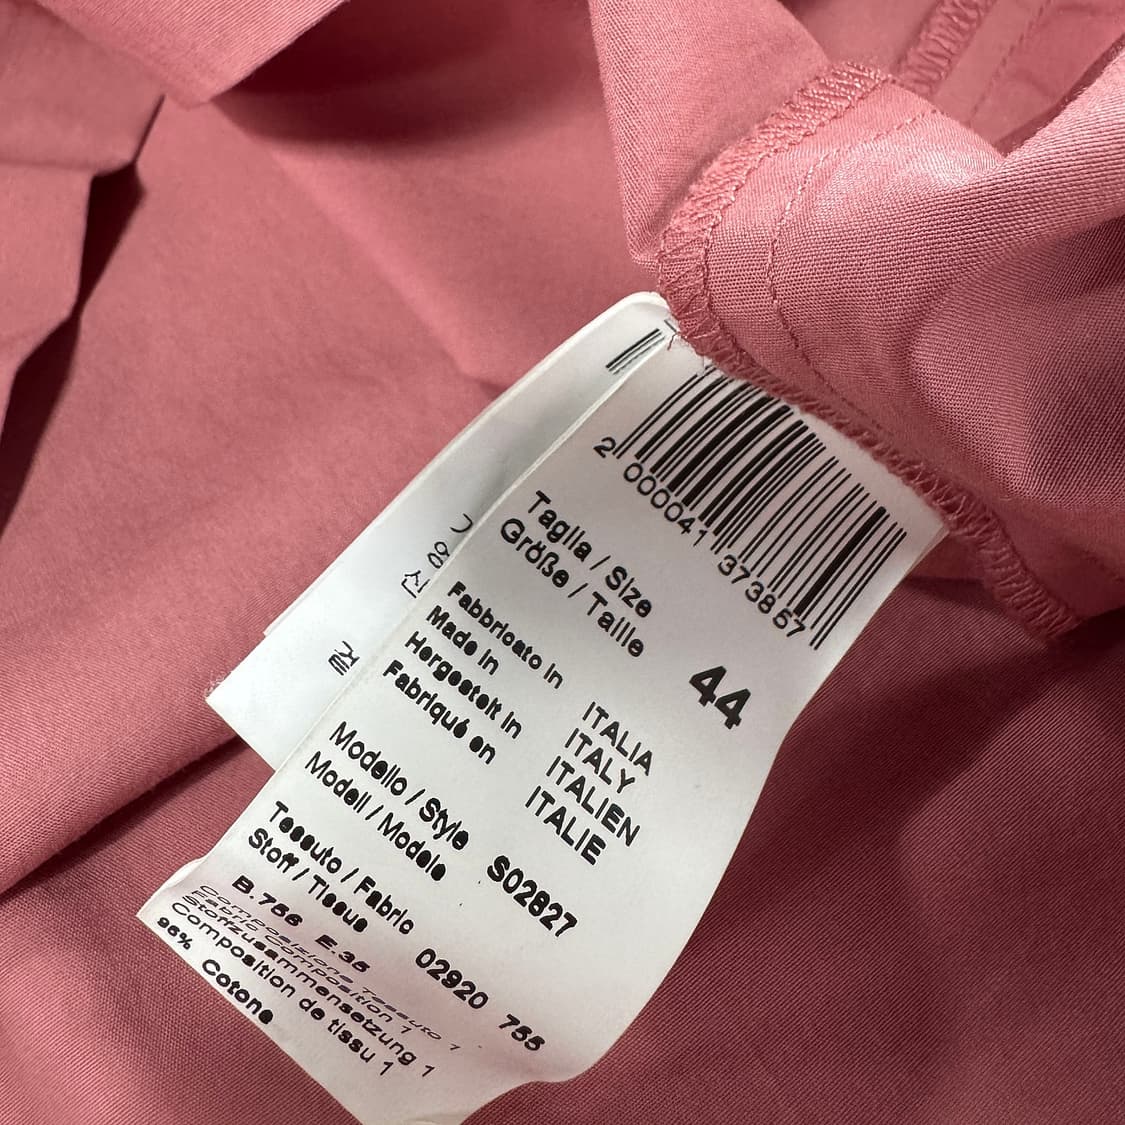 2 000041 373857
Taglia / Size
Größe / Taille
44
Fabbricato in ITALIA
Made in ITALY
Hergestelt in ITALIEN
Fabriqué en ITALIE
Modello / Style
Modell / Modele
S02827
Tessuto / Fabric
Stoff / Tissus
02920 755
B.756 E.35
Composizione Tessuto 1
Fabric Composition 1
Stoffzusammensetzung 1
Composition de tissu 1
96% Cotone